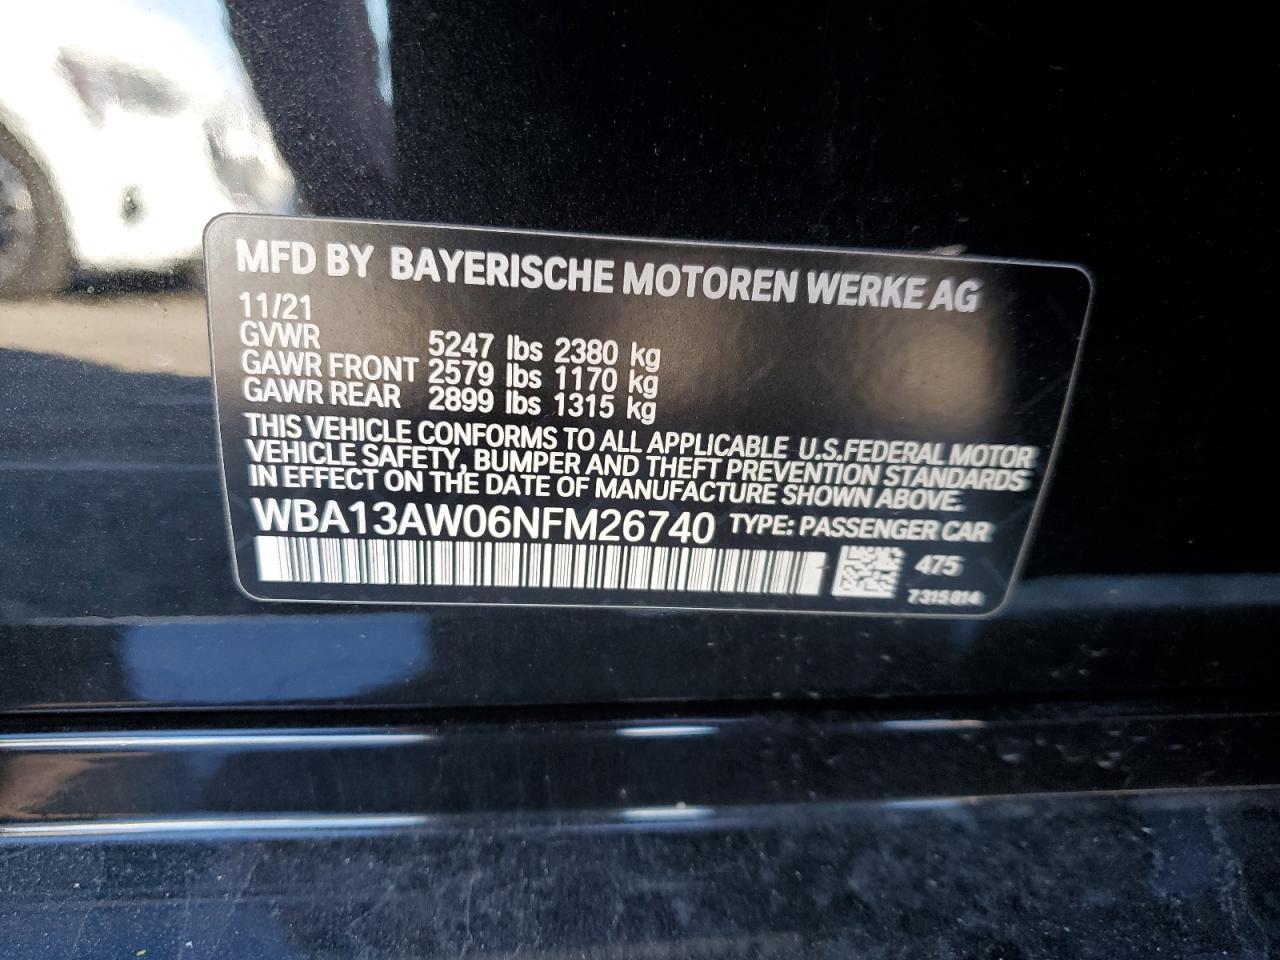 MFD BY BAYERISCHE MOTOREN WERKE AG
11/21
GVWR 5247 lbs 2380 kg
GAWR FRONT 2579 lbs 1170 kg
GAWR REAR 2899 lbs 1315 kg
THIS VEHICLE CONFORMS TO ALL APPLICABLE U.S.FEDERAL MOTOR
VEHICLE SAFETY, BUMPER AND THEFT PREVENTION STANDARDS
IN EFFECT ON THE DATE OF MANUFACTURE SHOWN ABOVE.
WBA13AW06NFM26740 TYPE: PASSENGER CAR
475
7315814